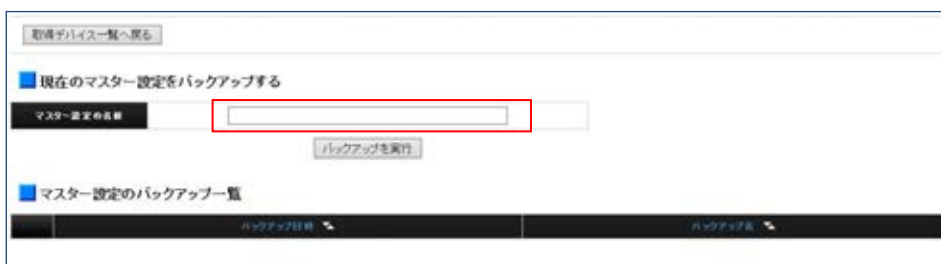 取得デバイス一覧へ戻る
現在のマスター設定をバックアップする
マスター設定の名前
バックアップを実行
マスター設定のバックアップ一覧
バックアップ日時 バックアップ名